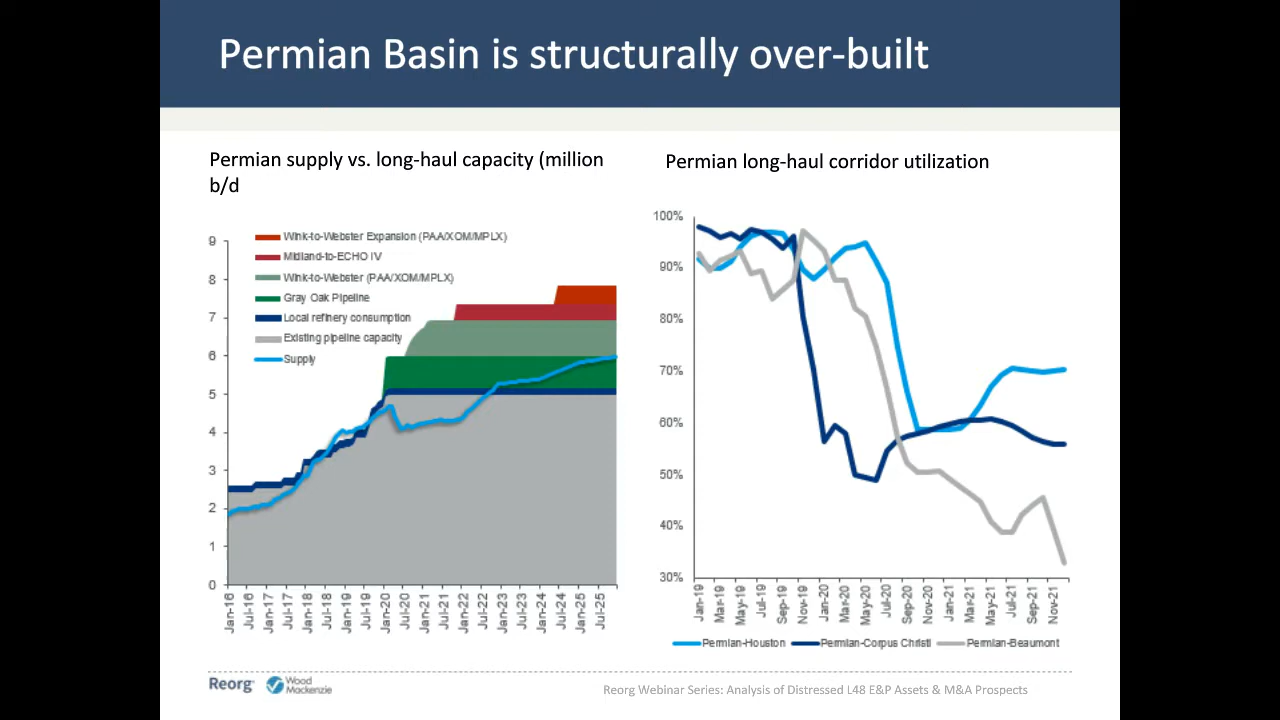 Permian Basin is structurally over-built
Permian supply vs. long-haul capacity (million
b/d
9
8
7
6
5
4
3
2
1
0
Wink-to-Webster Expansion (PAA/XOM/MPLX)
Midland-to-ECHO IV
Wink-to-Webster (PAA/XOM/MPLX)
Gray Oak Pipeline
Local refinery consumption
Existing pipeline capacity
Supply
Jan-16
Jul-16
Jan-17
Jul-17
Jan-18
Jul-18
Jan-19
Jul-19
Jan-20
Jul-20
Jan-21
Jul-21
Jan-22
Jul-22
Jan-23
Jul-23
Jan-24
Jul-24
Jan-25
Jul-25
Permian long-haul corridor utilization
100%
90%
80%
70%
60%
50%
40%
30%
Jan-19
Mar-19
May-19
Jul-19
Sep-19
Nov-19
Jan-20
Mar-20
May-20
Jul-20
Sep-20
Nov-20
Jan-21
Mar-21
May-21
Jul-21
Sep-21
Nov-21
Permian-Houston
Permian-Corpus Christi
Permian-Beaumont
Reorg
Wood
Mackenzie
Reorg Webinar Series: Analysis of Distressed L48 E&P Assets & M&A Prospects